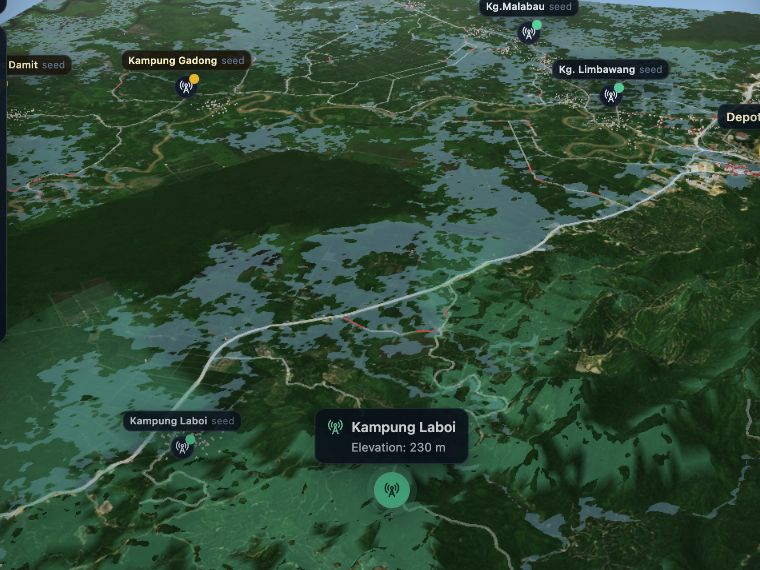 Kg.Malabau seed
Kampung Gadong seed
Damit seed
Kg. Limbawang seed
Depot
Kampung Laboi seed
Kampung Laboi
Elevation: 230 m